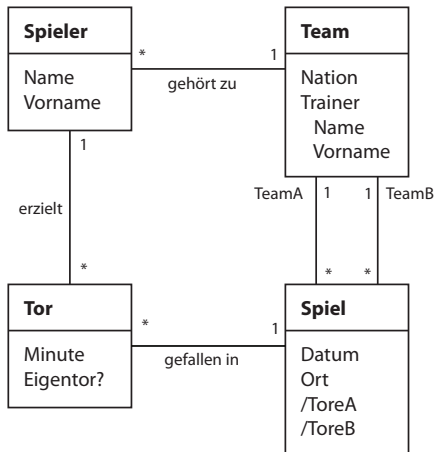 Spieler
Name
Vorname
* 1
gehört zu
Team
Nation
Trainer
Name
Vorname
1
erzielt
*
TeamA 1 1 TeamB
* *
Tor
Minute
Eigentor?
* 1
gefallen in
Spiel
Datum
Ort
/ToreA
/ToreB